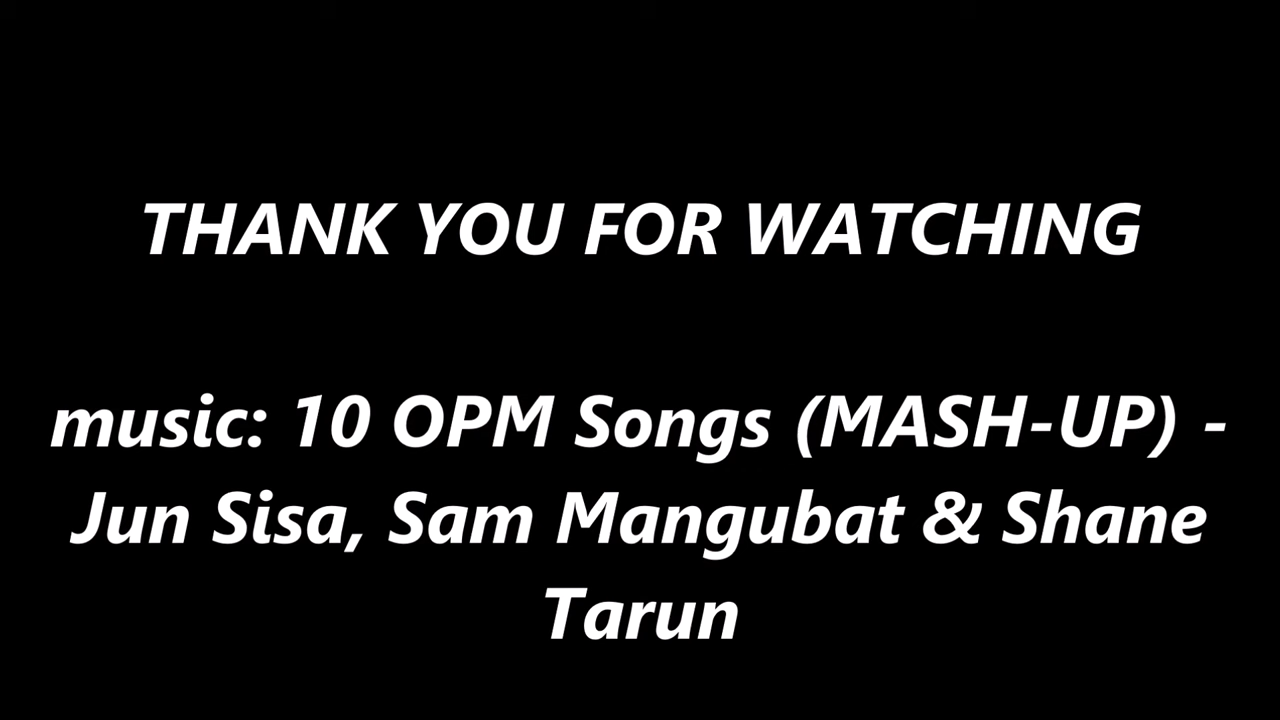 THANK YOU FOR WATCHING
music: 10 OPM Songs (MASH-UP) -
Jun Sisa, Sam Mangubat & Shane
Tarun